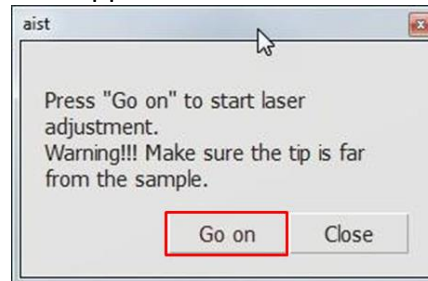 aist
x
Press "Go on" to start laser
adjustment.
Warning!!! Make sure the tip is far
from the sample.
Go on Close